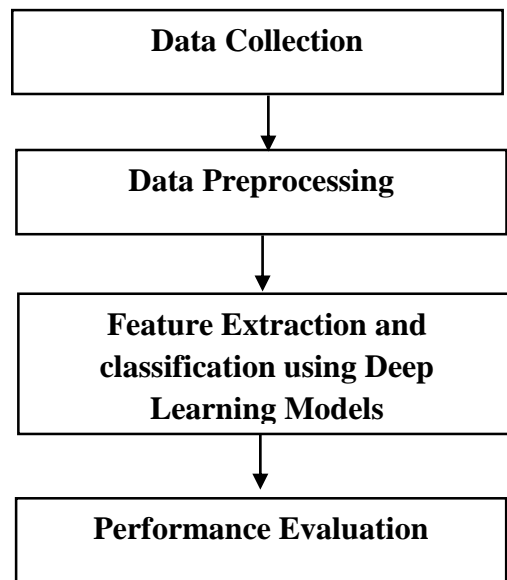 Data Collection
Data Preprocessing
Feature Extraction and
classification using Deep
Learning Models
Performance Evaluation